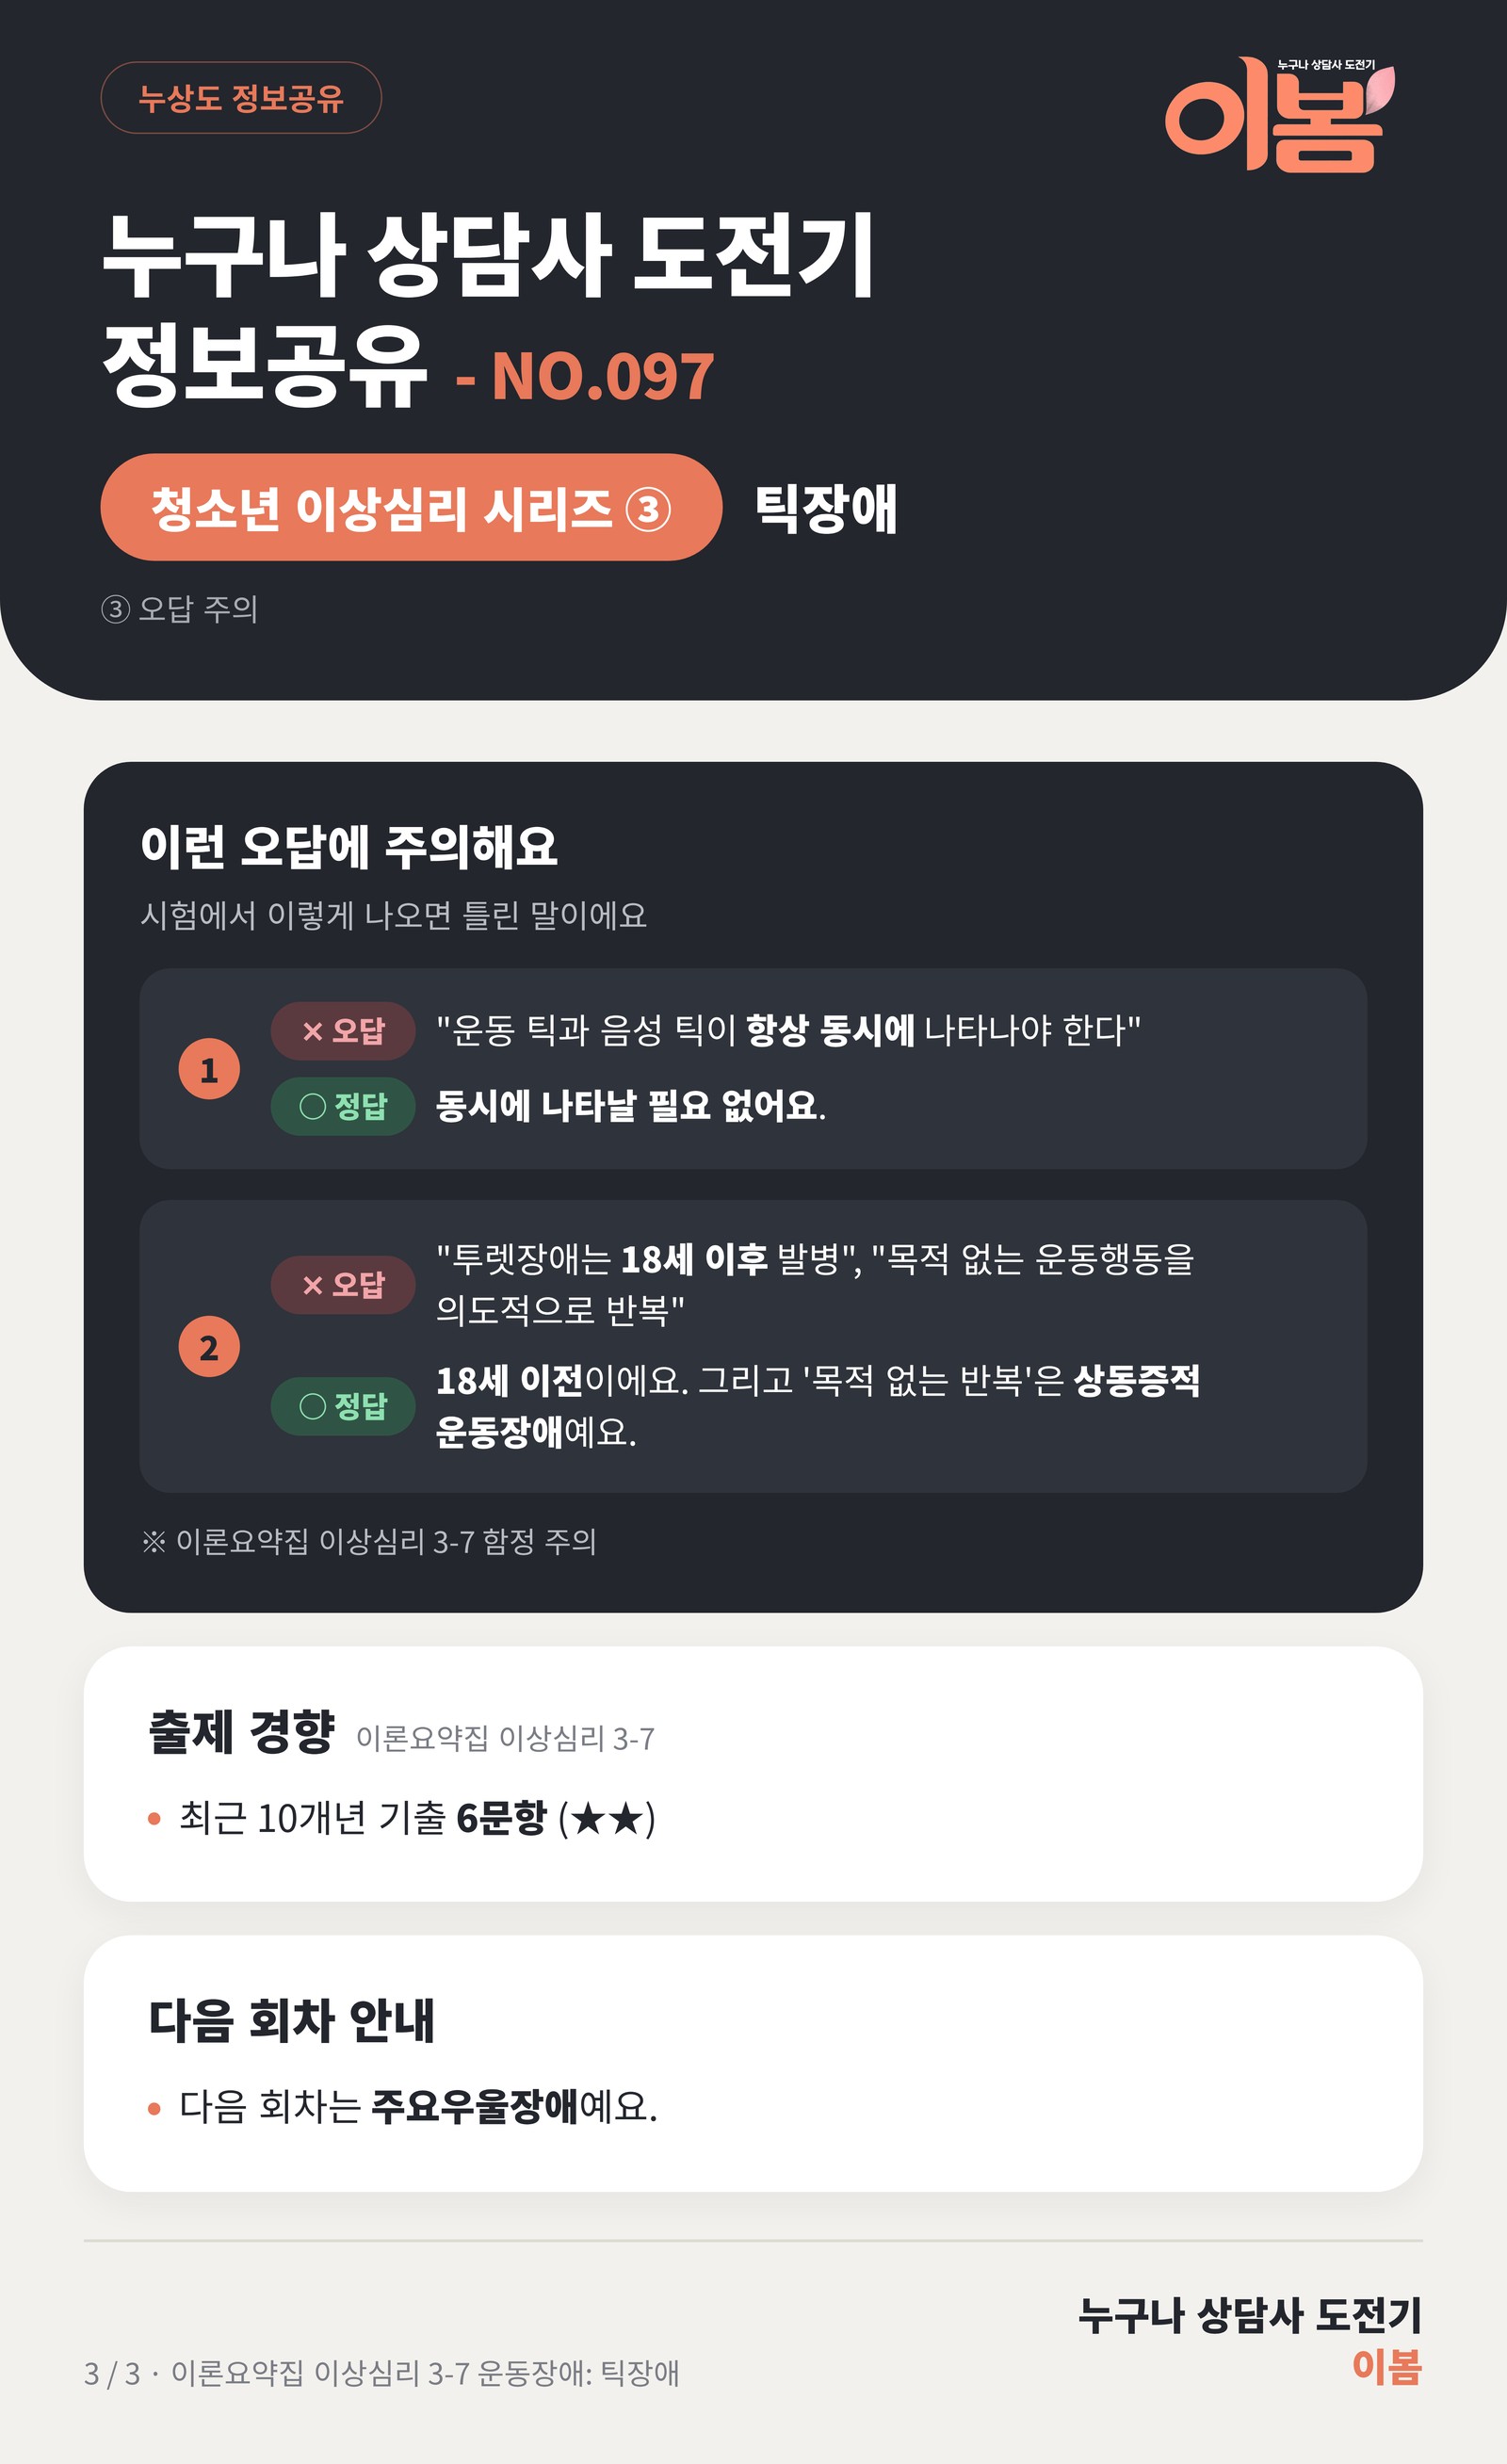 누상도 정보공유
누구나 상담사 도전기
이봄
누구나 상담사 도전기
정보공유 - NO.097
청소년 이상심리 시리즈 ③ 틱장애
③ 오답 주의
이런 오답에 주의해요
시험에서 이렇게 나오면 틀린 말이에요
1
✕ 오답 "운동 틱과 음성 틱이 항상 동시에 나타나야 한다"
○ 정답 동시에 나타날 필요 없어요.
2
✕ 오답 "투렛장애는 18세 이후 발병", "목적 없는 운동행동을
의도적으로 반복"
○ 정답 18세 이전이에요. 그리고 '목적 없는 반복'은 상동증적
운동장애예요.
※ 이론요약집 이상심리 3-7 함정 주의
출제 경향 이론요약집 이상심리 3-7
• 최근 10개년 기출 6문항 (★★)
다음 회차 안내
• 다음 회차는 주요우울장애예요.
누구나 상담사 도전기
3 / 3 · 이론요약집 이상심리 3-7 운동장애: 틱장애
이봄